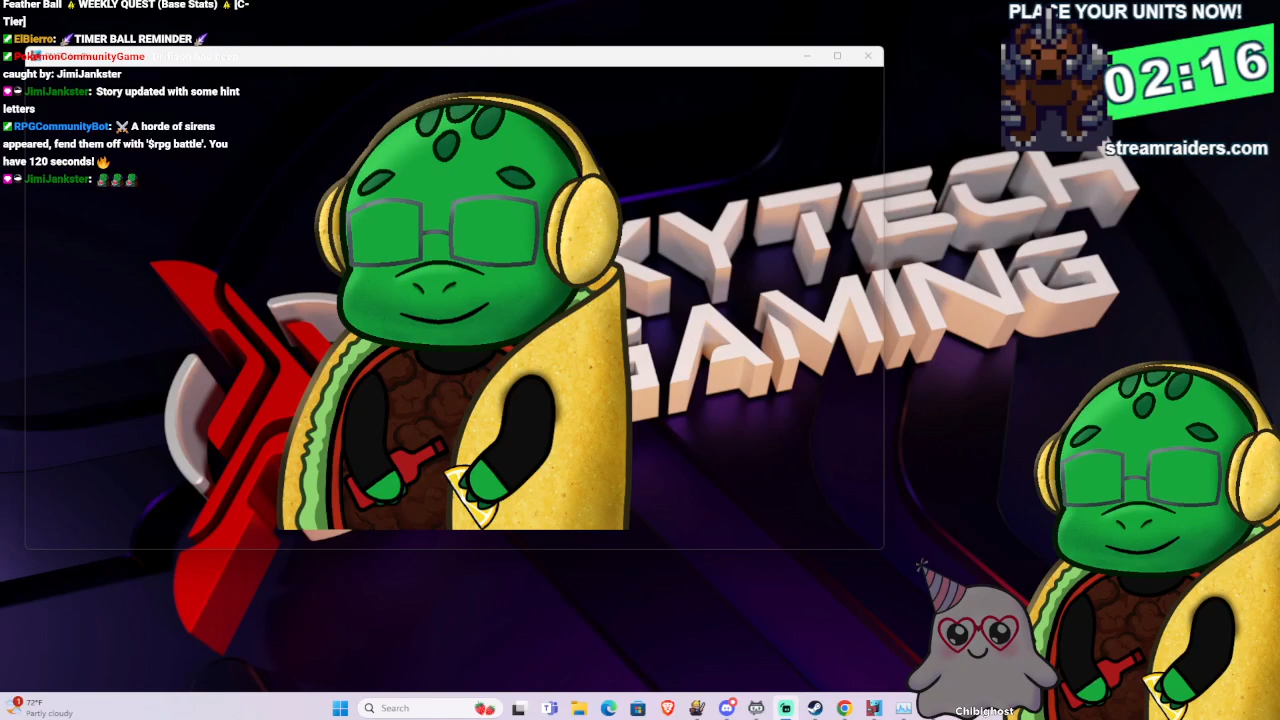 Feather Ball ⚠️ WEEKLY QUEST (Base Stats) ⚠️ [C-
Tier]
ElBierro: TIMER BALL REMINDER
PokemonCommunityGame
caught by: JimiJankster
JimiJankster: Story updated with some hint
letters
RPGCommunityBot: ⚔️ A horde of sirens
appeared, fend them off with '$rpg battle'. You
have 120 seconds! 🔥
JimiJankster:
PLACE YOUR UNITS NOW!
02:16
streamraiders.com
GAMING
Chibighost
1
72°F
Partly cloudy
Search